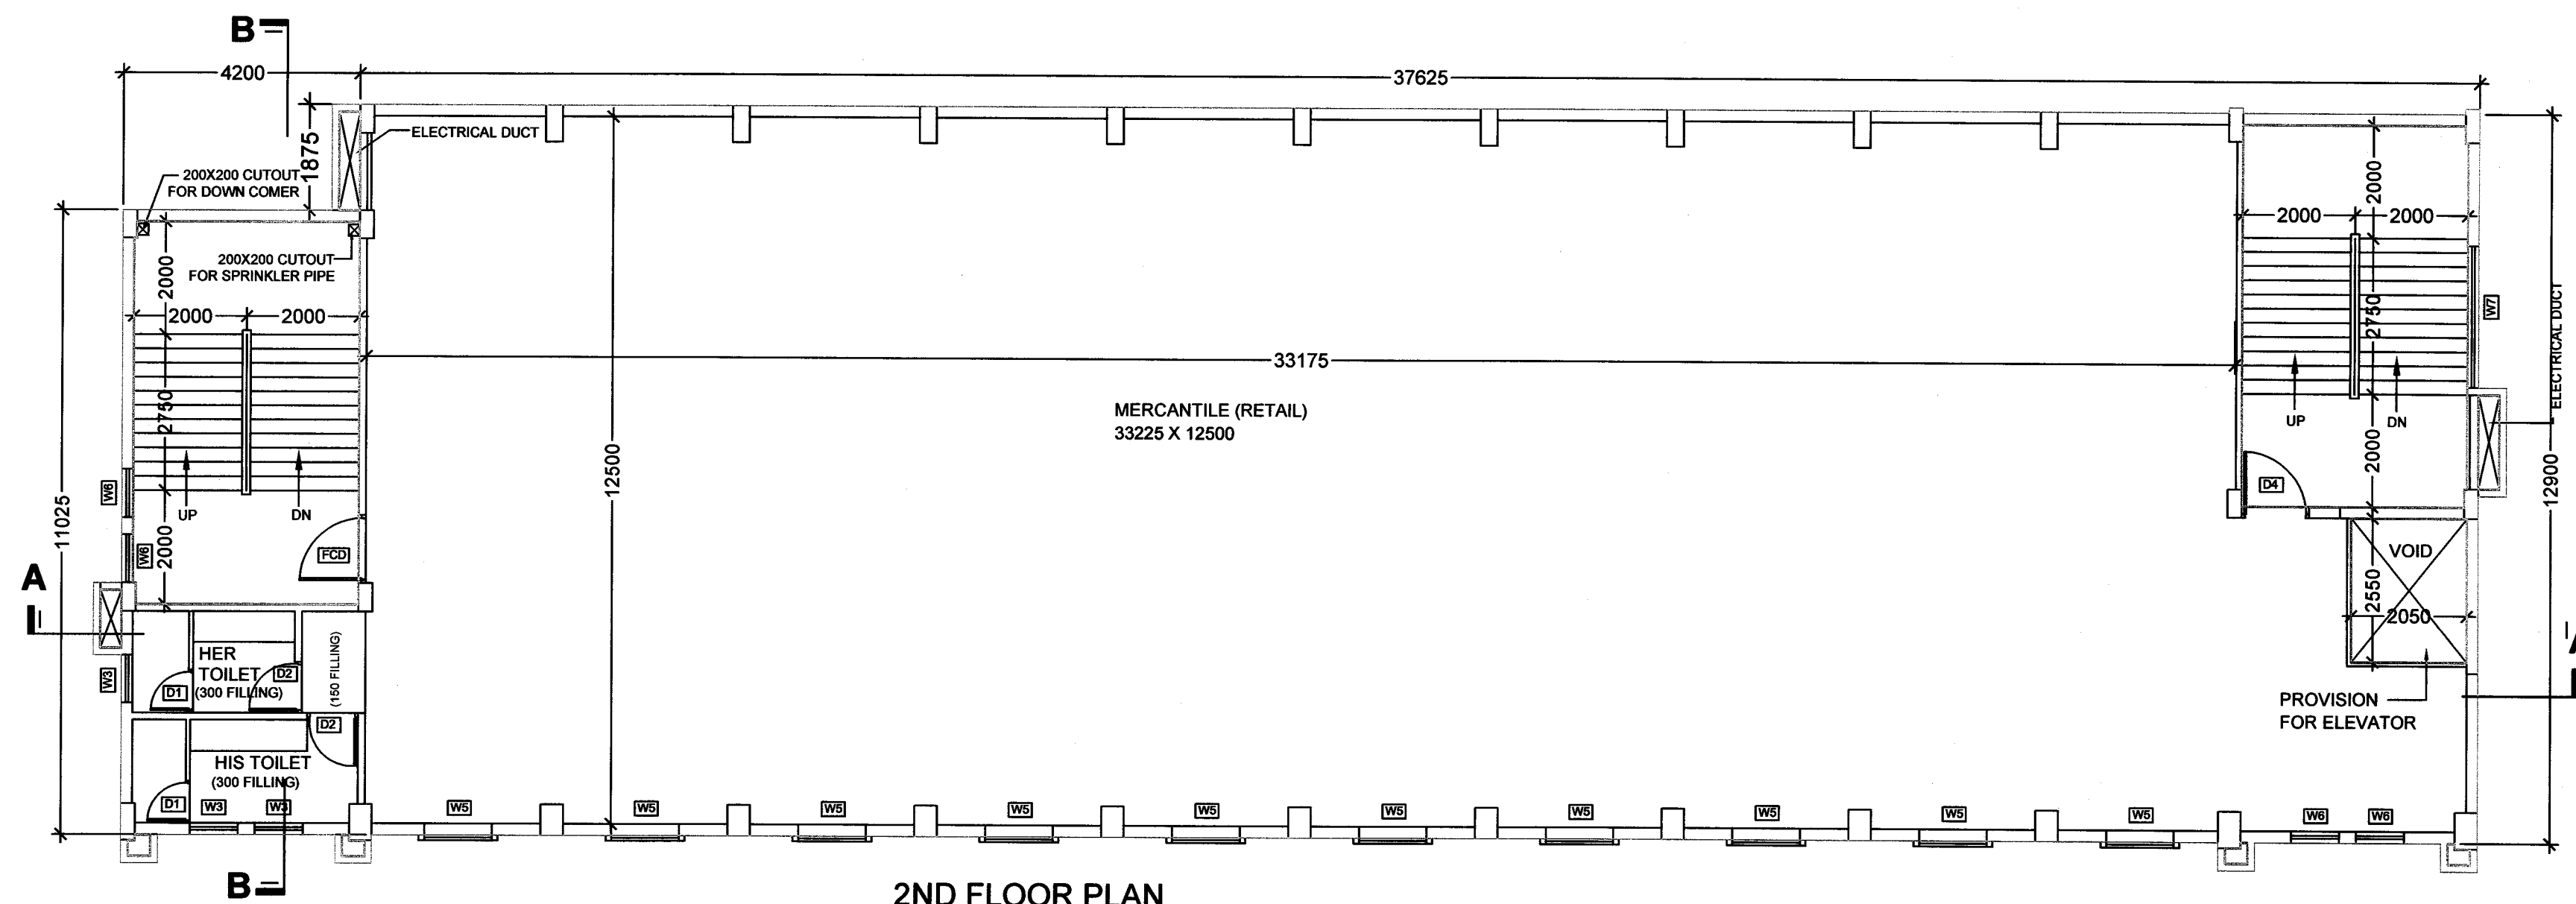 B
4200
37625
ELECTRICAL DUCT
1875
200X200 CUTOUT
FOR DOWN COMER
200X200 CUTOUT
FOR SPRINKLER PIPE
2000
2000
2000
2000
2000
2000
2750
2750
W7
ELECTRICAL DUCT
33175
MERCANTILE (RETAIL)
33225 X 12500
12500
11025
12900
UP
DN
UP
DN
W6
W6
2000
2000
FCD
D4
A
VOID
2550
2050
HER
TOILET
(300 FILLING)
D1
D2
(150 FILLING)
W3
D2
PROVISION
FOR ELEVATOR
HIS TOILET
(300 FILLING)
D1
W3
W3
W5
W5
W5
W5
W5
W5
W5
W5
W5
W5
W6
W6
B
2ND FLOOR PLAN